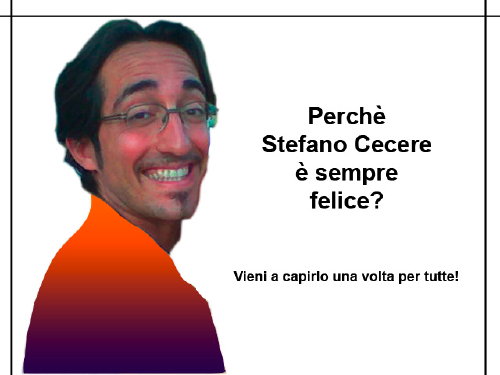 Perchè
Stefano Cecere
è sempre
felice?
Vieni a capirlo una volta per tutte!